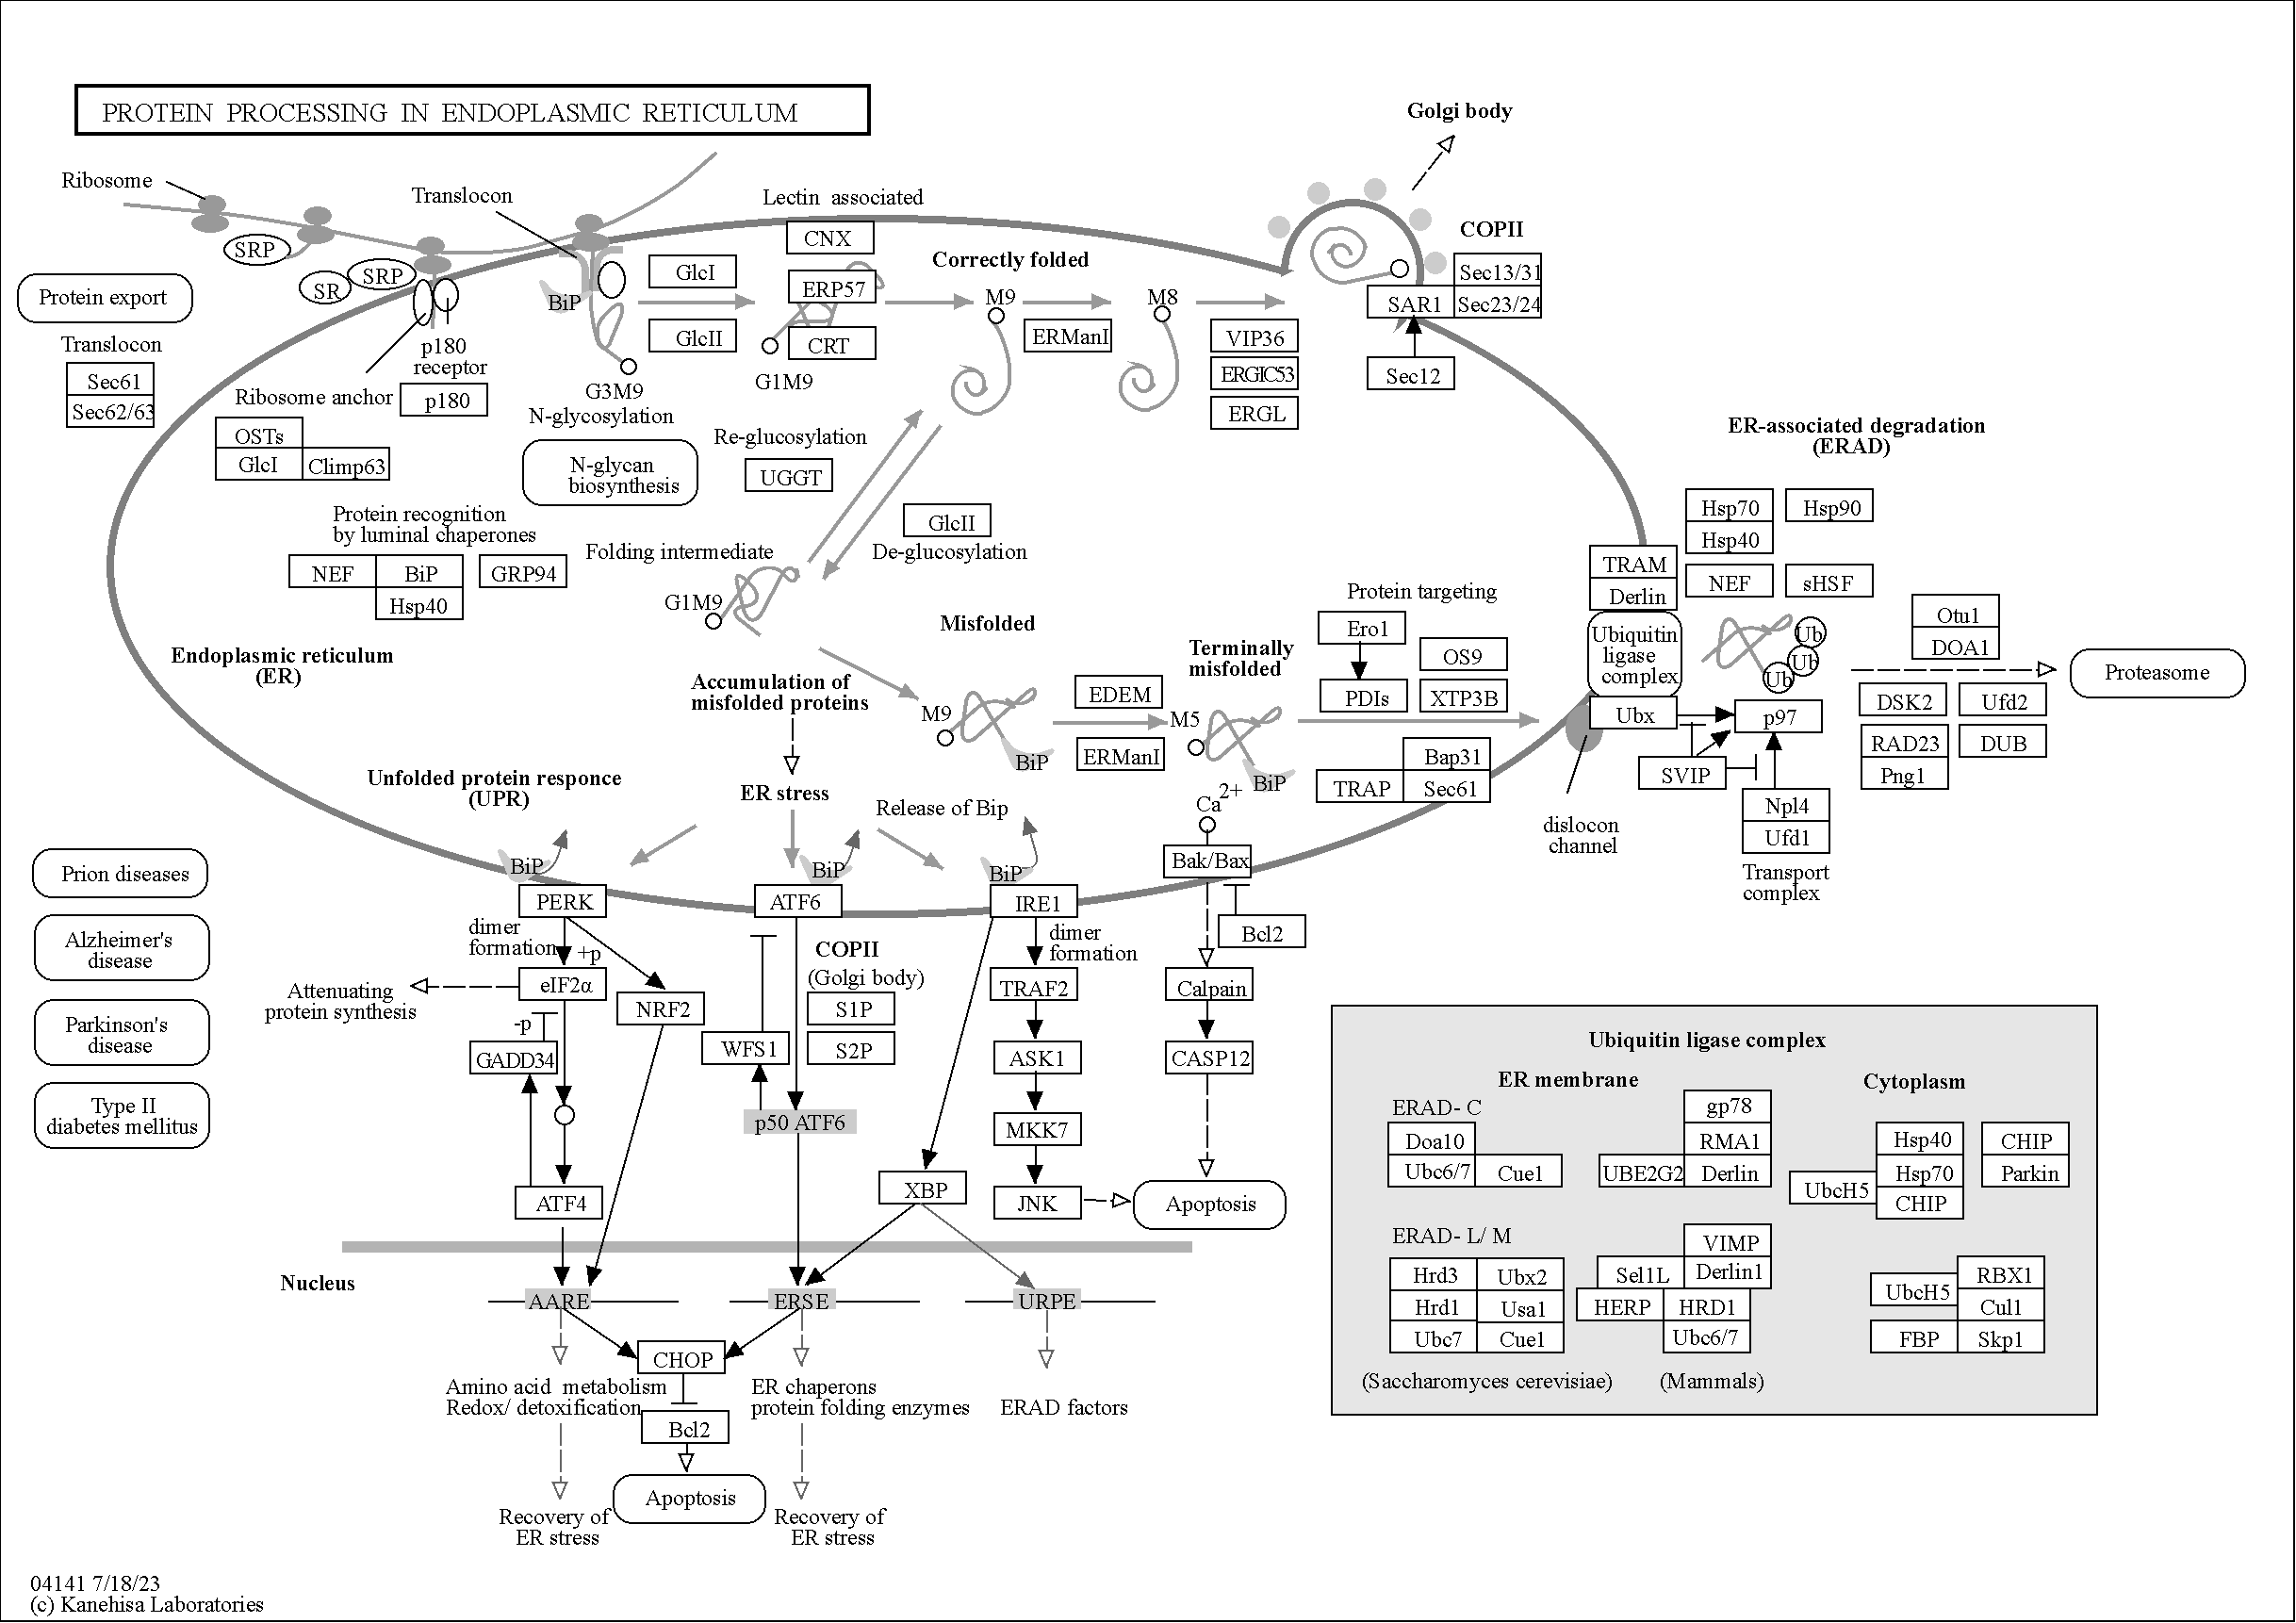 PROTEIN PROCESSING IN ENDOPLASMIC RETICULUM
Golgi body
Ribosome
Translocon
Lectin associated
CNX
COPII
SRP
SRP
SR
Protein export
BiP
GlcI
GlcII
ERP57
CRT
Correctly folded
M9
ERManI
M8
Sec13/31
SAR1
Sec23/24
Sec12
VIP36
ERGIC53
ERGL
Translocon
Sec61
Sec62/63
p180
receptor
Ribosome anchor
p180
G3M9
N-glycosylation
G1M9
OSTs
GlcI
Climp63
N-glycan
biosynthesis
Re-glucosylation
UGGT
GlcII
De-glucosylation
ER-associated degradation
(ERAD)
Protein recognition
by luminal chaperones
NEF
BiP
GRP94
Hsp40
Folding intermediate
G1M9
Hsp70
Hsp90
Hsp40
NEF
sHSF
TRAM
Derlin
Ubiquitin
ligase
complex
Ubx
Ub
Ub
Ub
Otu1
DOA1
Proteasome
DSK2
Ufd2
RAD23
DUB
Png1
p97
SVIP
Npl4
Ufd1
Transport
complex
dislocon
channel
Endoplasmic reticulum
(ER)
Misfolded
Terminally
misfolded
Protein targeting
Ero1
PDIs
OS9
XTP3B
Accumulation of
misfolded proteins
M9
BiP
EDEM
ERManI
M5
BiP
Bap31
TRAP
Sec61
Unfolded protein responce
(UPR)
ER stress
Release of Bip
Ca2+
Bak/Bax
Bcl2
BiP
BiP
BiP
PERK
ATF6
IRE1
Prion diseases
Alzheimer's
disease
Parkinson's
disease
Type II
diabetes mellitus
dimer
formation
+p
eIF2α
Attenuating
protein synthesis
-p
GADD34
NRF2
ATF4
COPII
(Golgi body)
S1P
S2P
WFS1
p50 ATF6
dimer
formation
TRAF2
ASK1
MKK7
JNK
XBP
Calpain
CASP12
Apoptosis
Nucleus
AARE
ERSE
URPE
CHOP
Amino acid metabolism
Redox/ detoxification
Bcl2
Apoptosis
ER chaperons
protein folding enzymes
ERAD factors
Recovery of
ER stress
Recovery of
ER stress
Ubiquitin ligase complex
ER membrane
Cytoplasm
ERAD- C
Doa10
Ubc6/7
Cue1
gp78
RMA1
UBE2G2
Derlin
Hsp40
Hsp70
UbcH5
CHIP
CHIP
Parkin
ERAD- L/ M
Hrd3
Ubx2
Hrd1
Usa1
Ubc7
Cue1
VIMP
Sel1L
Derlin1
HERP
HRD1
Ubc6/7
UbcH5
RBX1
Cul1
FBP
Skp1
(Saccharomyces cerevisiae)
(Mammals)
04141 7/18/23
(c) Kanehisa Laboratories